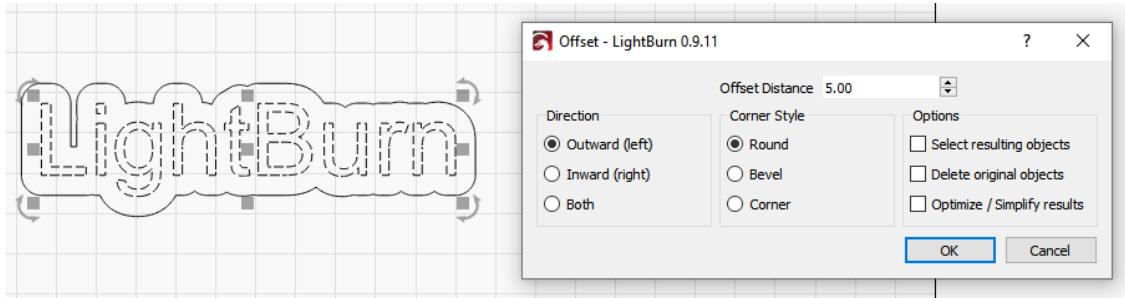 LightBurn
Offset - LightBurn 0.9.11
? X
Offset Distance 5.00
Direction
Outward (left)
Inward (right)
Both
Corner Style
Round
Bevel
Corner
Options
Select resulting objects
Delete original objects
Optimize / Simplify results
OK
Cancel